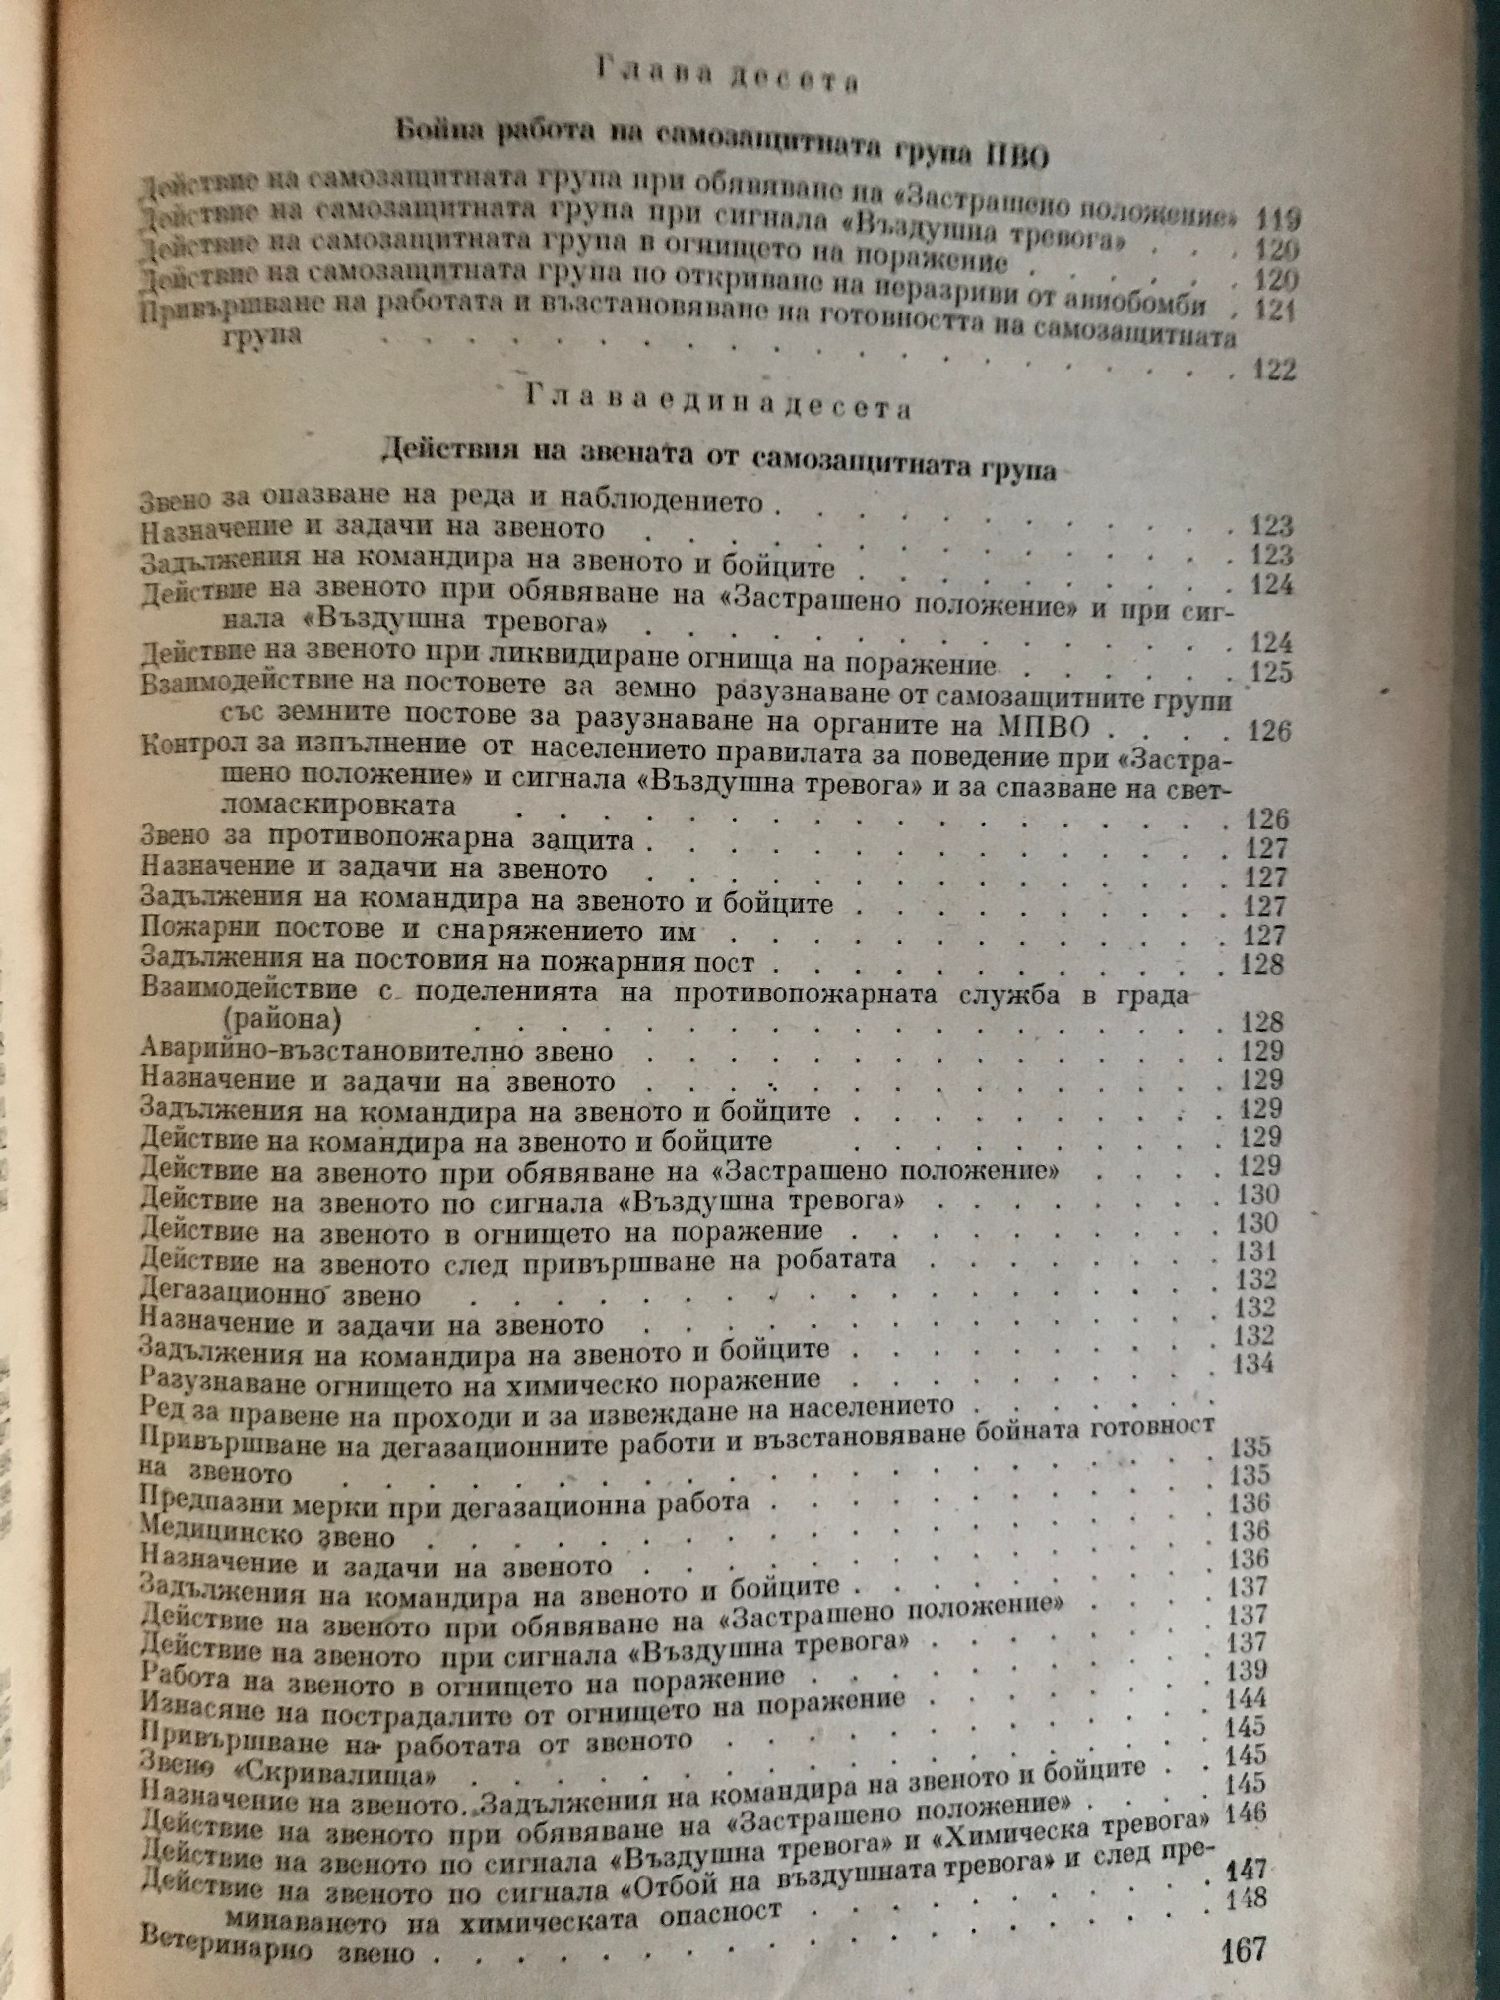 Глава десета
Бойна работа на самозащитната група ПВО
Действие на самозащитната група при обявяване на «Застрашено положение» 119
Действие на самозащитната група при сигнала «Въздушна тревога» . . . 120
Действие на самозащитната група в огнището на поражение . . . . . . 120
Действие на самозащитната група по откриване на неразриви от авиобомби . 121
Привършване на работата и възстановяване на готовността на самозащитната
група . . . . . . . . . . . . . . . . . . . . 122
Глава единадесета
Действия на звената от самозащитната група
Звено за опазване на реда и наблюдението . . . . . . . . . . . 123
Назначение и задачи на звеното . . . . . . . . . . . . . . 123
Задължения на командира на звеното и бойците . . . . . . . . . 124
Действие на звеното при обявяване на «Застрашено положение» и при сиг-
нала «Въздушна тревога» . . . . . . . . . . . . . . 124
Действие на звеното при ликвидиране огнища на поражение . . . . . . 125
Взаимодействие на постовете за земно разузнаване от самозащитните групи
със земните постове за разузнаване на органите на МПВО . . . . 126
Контрол за изпълнение от населението правилата за поведение при «Застра-
шено положение» и сигнала «Въздушна тревога» и за спазване на свет-
ломаскировката . . . . . . . . . . . . . . . . . 126
Звено за противопожарна защита . . . . . . . . . . . . . . 127
Назначение и задачи на звеното . . . . . . . . . . . . . . 127
Задължения на командира на звеното и бойците . . . . . . . . . 127
Пожарни постове и снаряжението им . . . . . . . . . . . . 127
Задължения на постовия на пожарния пост . . . . . . . . . . . 128
Взаимодействие с поделенията на противопожарната служба в града
(района) . . . . . . . . . . . . . . . . . . 128
Аварийно-възстановително звено . . . . . . . . . . . . . . 129
Назначение и задачи на звеното . . . . . . . . . . . . . . 129
Задължения на командира на звеното и бойците . . . . . . . . . 129
Действие на командира на звеното и бойците . . . . . . . . . 129
Действие на звеното при обявяване на «Застрашено положение» . . . . 129
Действие на звеното по сигнала «Въздушна тревога» . . . . . . . 130
Действие на звеното в огнището на поражение . . . . . . . . . 130
Действие на звеното след привършване на робатата . . . . . . . 131
Дегазационно звено . . . . . . . . . . . . . . . . . . 132
Назначение и задачи на звеното . . . . . . . . . . . . . . 132
Задължения на командира на звеното и бойците . . . . . . . . . 132
Разузнаване огнището на химическо поражение . . . . . . . . . 134
Ред за правене на проходи и за извеждане на населението . . . . . . .
Привършване на дегазационните работи и възстановяване бойната готовност
на звеното . . . . . . . . . . . . . . . . . . . . . 135
Предпазни мерки при дегазационна работа . . . . . . . . . . . 135
Медицинско звено . . . . . . . . . . . . . . . . . . . 136
Назначение и задачи на звеното . . . . . . . . . . . . . . 136
Задължения на командира на звеното и бойците . . . . . . . . . 136
Действие на звеното при обявяване на «Застрашено положение» . . . . 137
Действие на звеното при сигнала «Въздушна тревога» . . . . . . . 137
Работа на звеното в огнището на поражение . . . . . . . . . . 137
Изнасяне на пострадалите от огнището на поражение . . . . . . . 139
Привършване на работата от звеното . . . . . . . . . . . . 144
Звено «Скривалища» . . . . . . . . . . . . . . . . . . 145
Назначение на звеното. Задължения на командира на звеното и бойците . . 145
Действие на звеното при обявяване на «Застрашено положение» . . . . 145
Действие на звеното по сигнала «Въздушна тревога» и «Химическа тревога» 146
Действие на звеното по сигнала «Отбой на въздушната тревога» и след пре-
минаването на химическата опасност . . . . . . . . . . 147
Ветеринарно звено . . . . . . . . . . . . . . . . . . 148
167